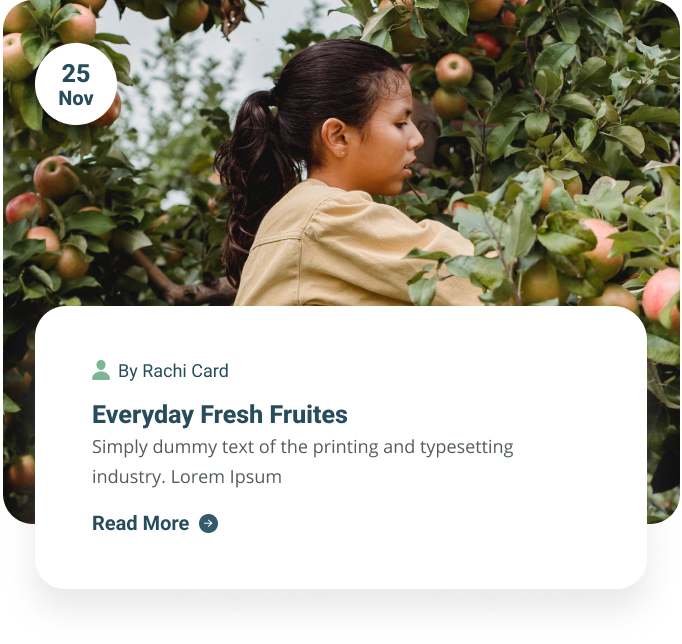 25
Nov
By Rachi Card
Everyday Fresh Fruites
Simply dummy text of the printing and typesetting
industry. Lorem Ipsum
Read More